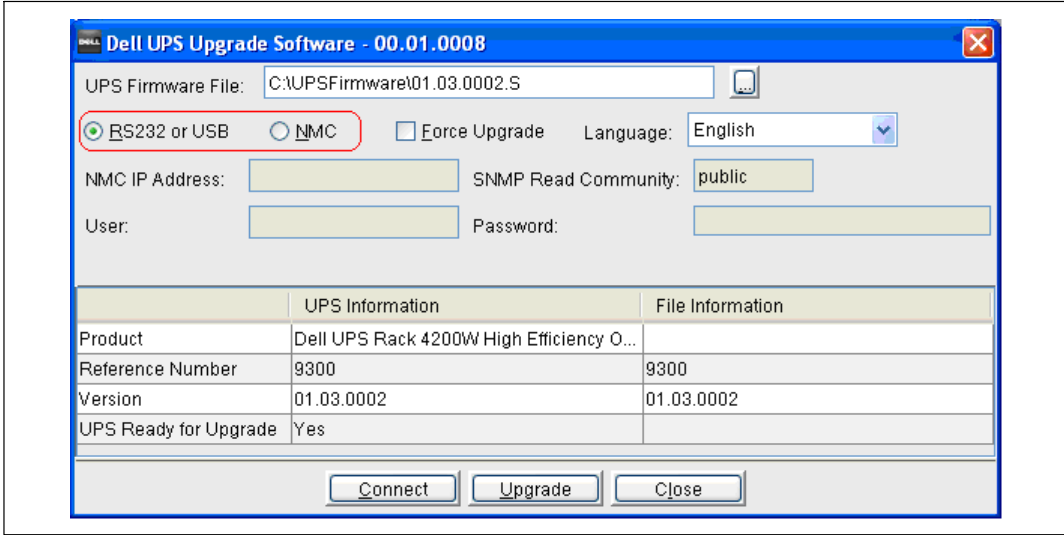 DELL Dell UPS Upgrade Software - 00.01.0008
UPS Firmware File: C:\UPSFirmware\01.03.0002.S ...
RS232 or USB NMC Force Upgrade Language: English
NMC IP Address: SNMP Read Community: public
User: Password:
UPS Information File Information
Product Dell UPS Rack 4200W High Efficiency O...
Reference Number 9300 9300
Version 01.03.0002 01.03.0002
UPS Ready for Upgrade Yes
Connect Upgrade Close